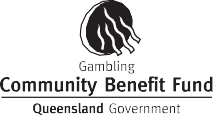 Gambling
Community Benefit Fund
Queensland Government